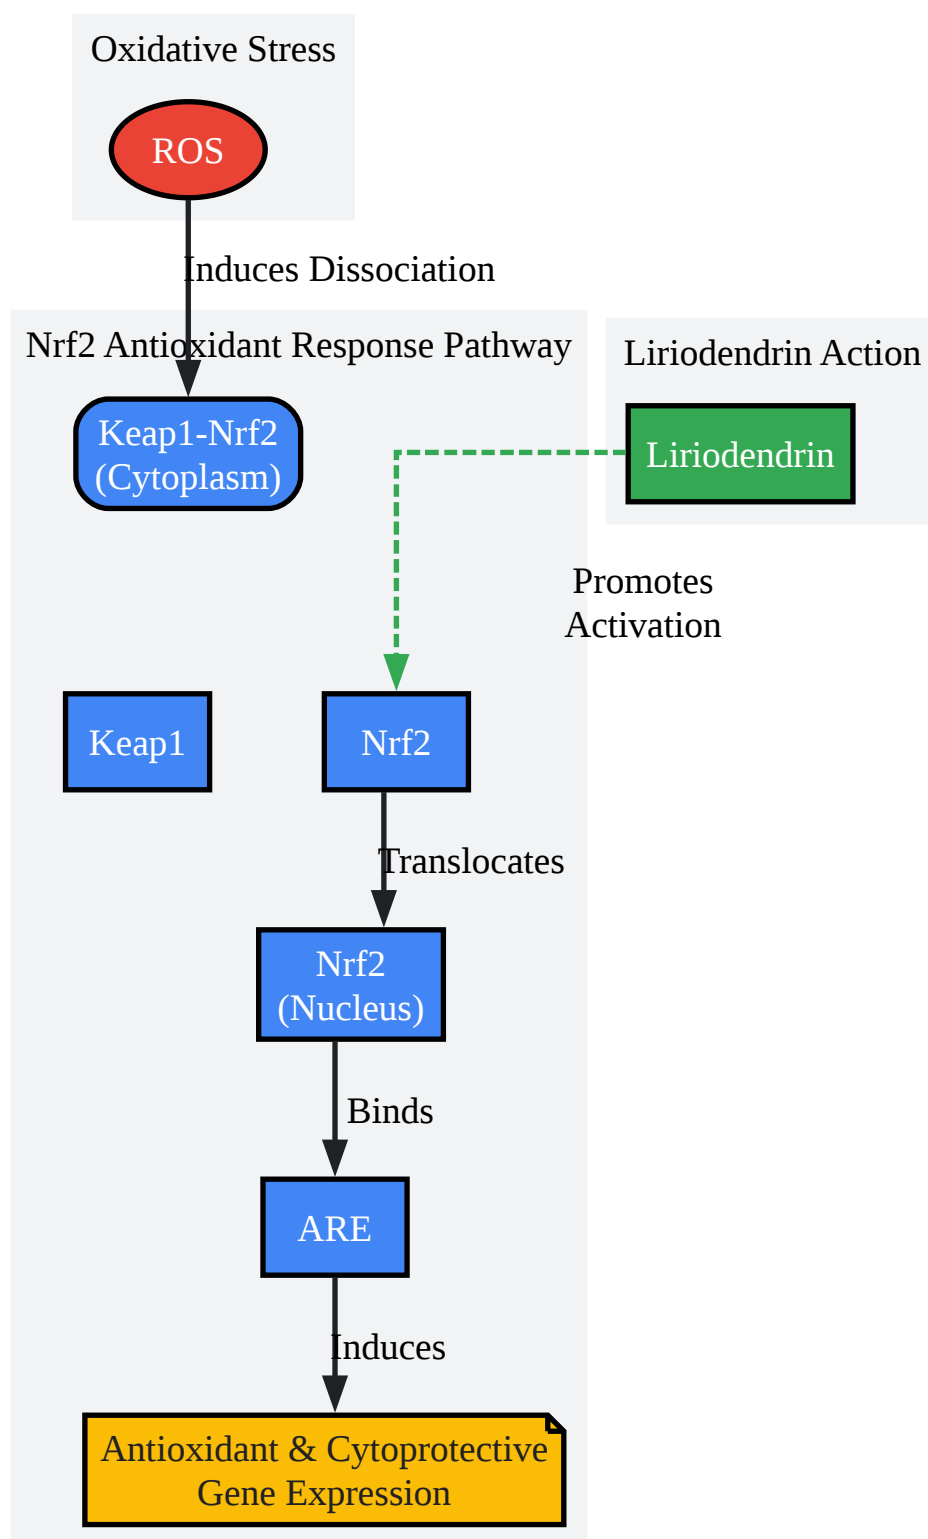 Oxidative Stress
ROS
Induces Dissociation
Nrf2 Antioxidant Response Pathway
Liriodendrin Action
Keap1-Nrf2
(Cytoplasm)
Liriodendrin
Promotes
Activation
Keap1
Nrf2
Translocates
Nrf2
(Nucleus)
Binds
ARE
Induces
Antioxidant & Cytoprotective
Gene Expression